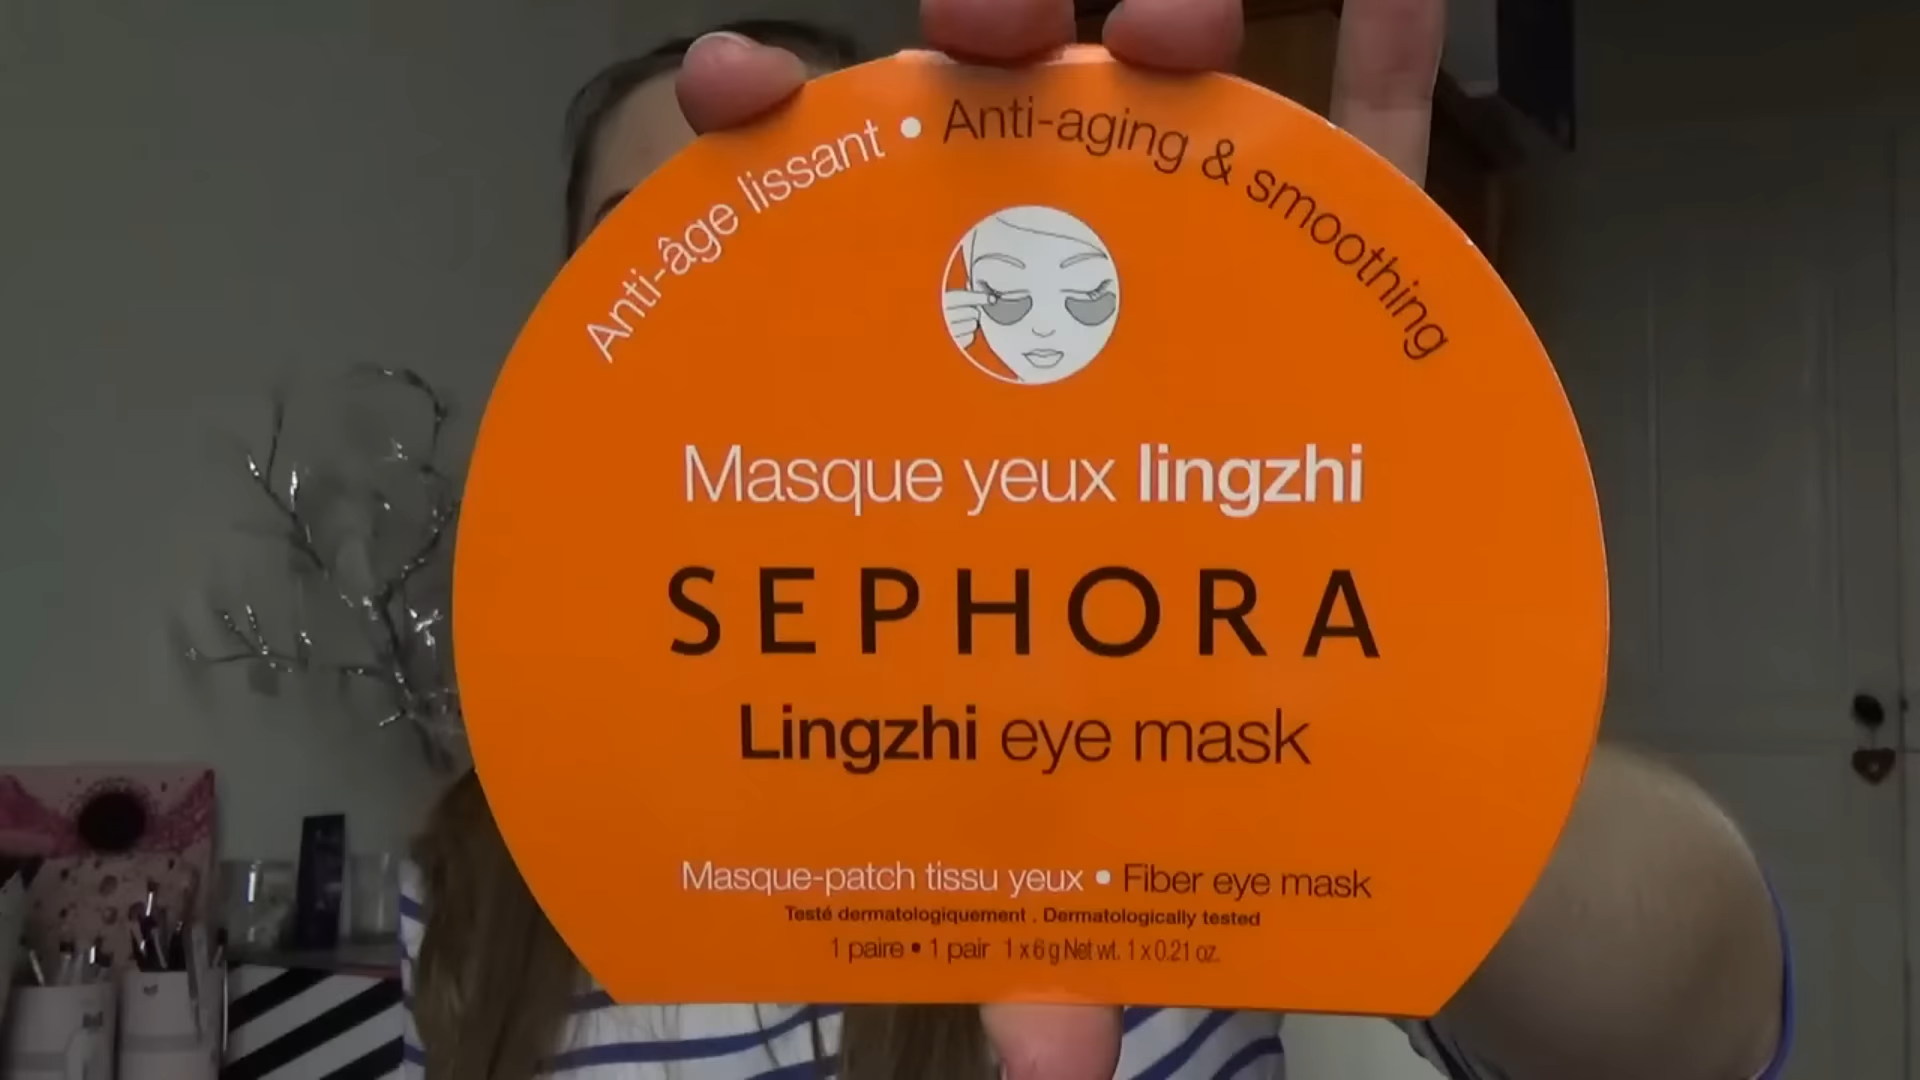 Anti-âge lissant • Anti-aging & smoothing
Masque yeux lingzhi
SEPHORA
Lingzhi eye mask
Masque-patch tissu yeux • Fiber eye mask
Testé dermatologiquement . Dermatologically tested
1 paire • 1 pair 1 x 6 g Net wt. 1 x 0.21 oz.